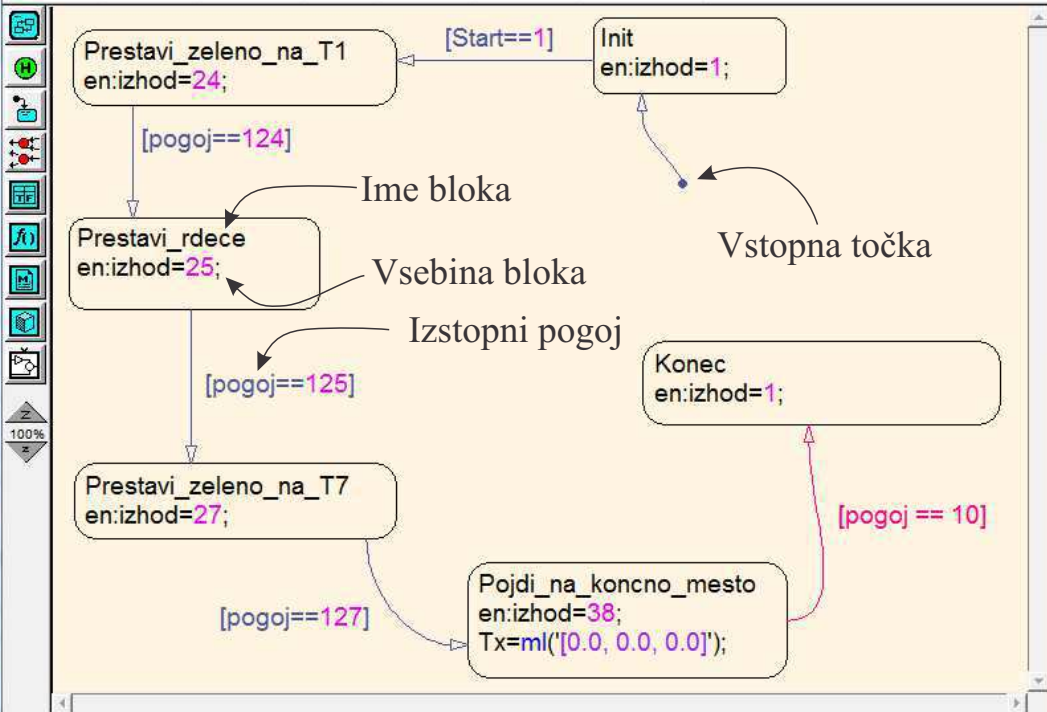 Prestavi_zeleno_na_T1
en:izhod=24;
[Start==1]
Init
en:izhod=1;
[pogoj==124]
Ime bloka
Vstopna točka
Prestavi_rdece
en:izhod=25;
Vsebina bloka
Izstopni pogoj
[pogoj==125]
Konec
en:izhod=1;
100%
Prestavi_zeleno_na_T7
en:izhod=27;
[pogoj == 10]
[pogoj==127]
Pojdi_na_koncno_mesto
en:izhod=38;
Tx=ml('[0.0, 0.0, 0.0]');
H
TF
f()
M
Z
z